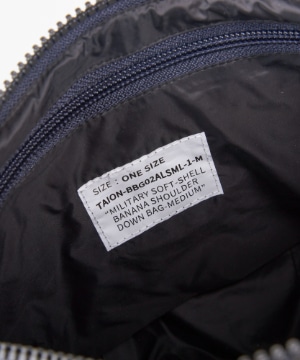 SIZE : ONE SIZE
TAION-BBG02ALSML-1-M
"MILITARY SOFT-SHELL
BANANA SHOULDER
DOWN BAG-MEDIUM"